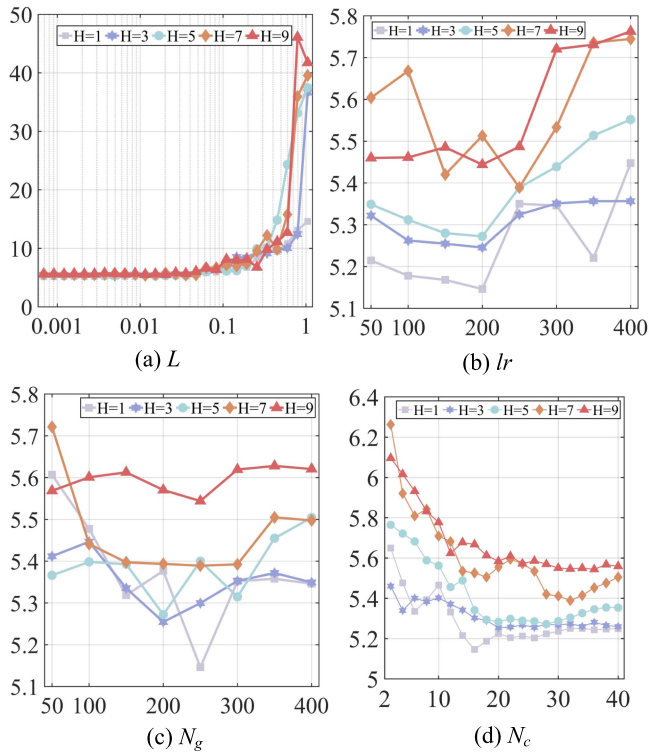 H=1 H=3 H=5 H=7 H=9
50
40
30
20
10
0
0.001 0.01 0.1 1
(a) L
H=1 H=3 H=5 H=7 H=9
5.8
5.7
5.6
5.5
5.4
5.3
5.2
5.1
50 100 200 300 400
(b) lr
H=1 H=3 H=5 H=7 H=9
5.8
5.7
5.6
5.5
5.4
5.3
5.2
5.1
50 100 200 300 400
(c) Ng
H=1 H=3 H=5 H=7 H=9
6.4
6.2
6
5.8
5.6
5.4
5.2
5
2 10 20 30 40
(d) Nc